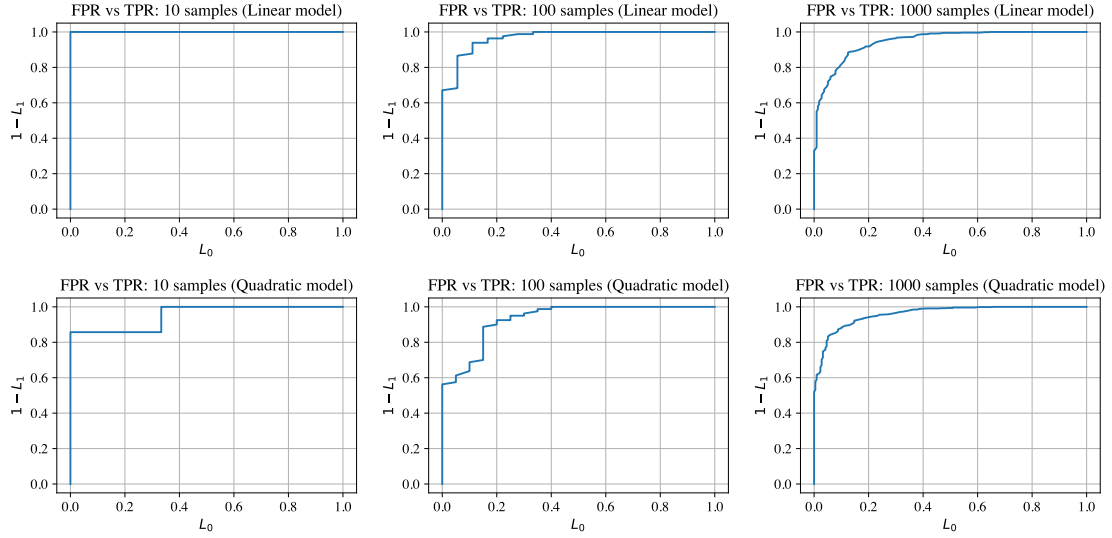 FPR vs TPR: 10 samples (Linear model)
1.0
0.8
0.6
0.4
0.2
0.0
1 − L₁
0.0 0.2 0.4 0.6 0.8 1.0
L₀
FPR vs TPR: 100 samples (Linear model)
1.0
0.8
0.6
0.4
0.2
0.0
1 − L₁
0.0 0.2 0.4 0.6 0.8 1.0
L₀
FPR vs TPR: 1000 samples (Linear model)
1.0
0.8
0.6
0.4
0.2
0.0
1 − L₁
0.0 0.2 0.4 0.6 0.8 1.0
L₀
FPR vs TPR: 10 samples (Quadratic model)
1.0
0.8
0.6
0.4
0.2
0.0
1 − L₁
0.0 0.2 0.4 0.6 0.8 1.0
L₀
FPR vs TPR: 100 samples (Quadratic model)
1.0
0.8
0.6
0.4
0.2
0.0
1 − L₁
0.0 0.2 0.4 0.6 0.8 1.0
L₀
FPR vs TPR: 1000 samples (Quadratic model)
1.0
0.8
0.6
0.4
0.2
0.0
1 − L₁
0.0 0.2 0.4 0.6 0.8 1.0
L₀